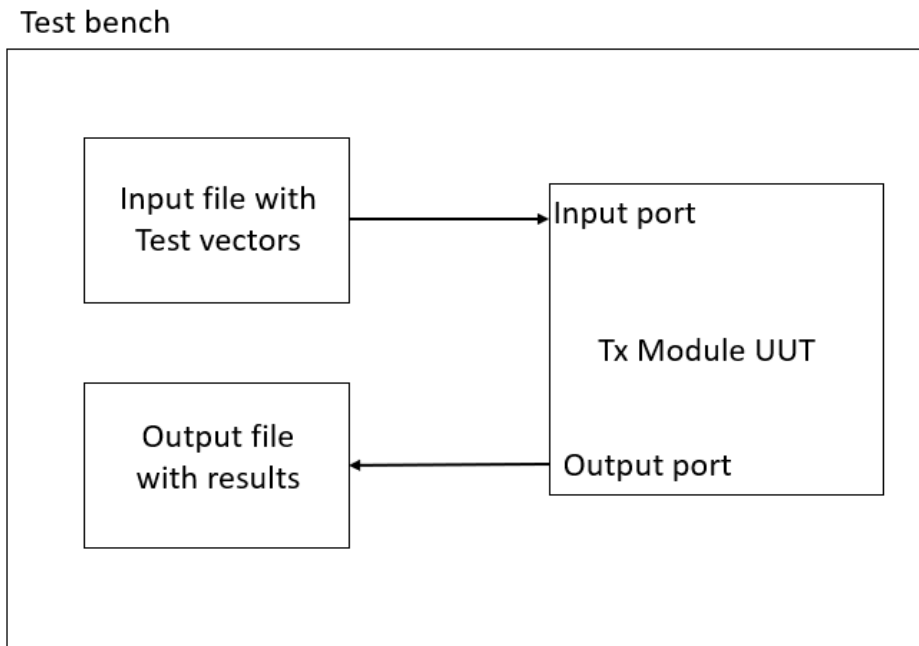 Test bench
Input file with
Test vectors
Input port
Tx Module UUT
Output file
with results
Output port